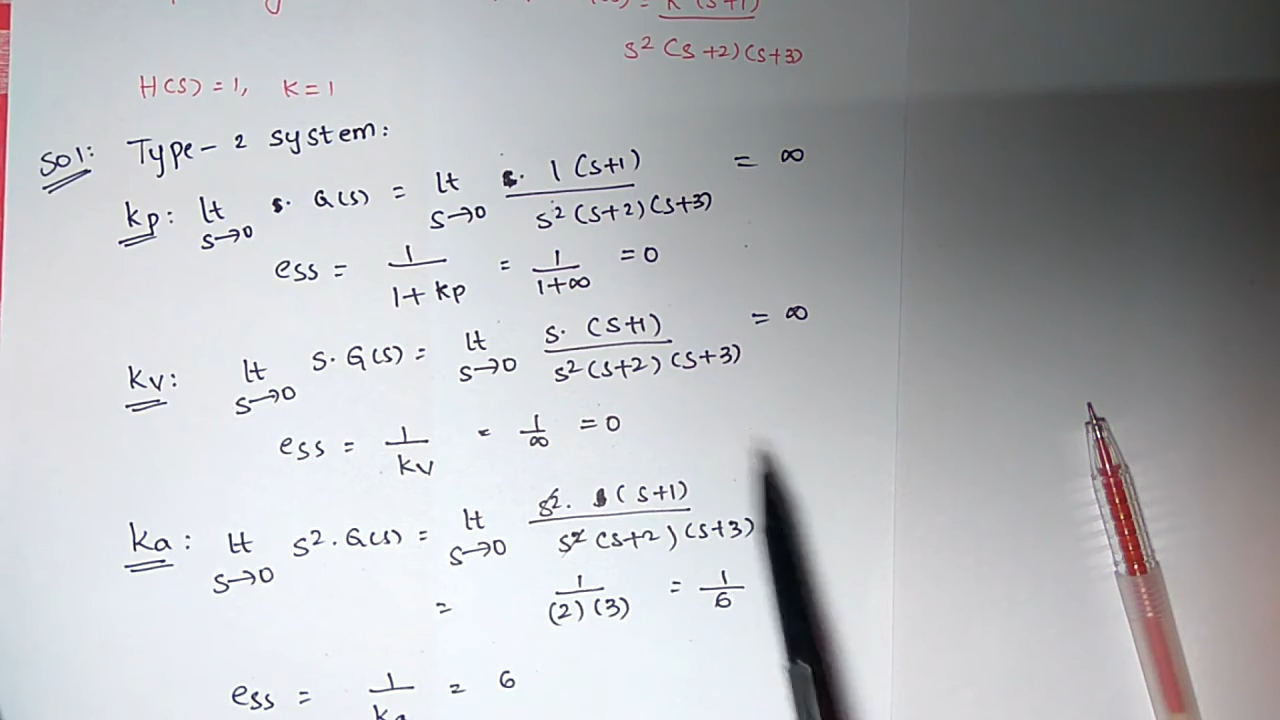 (s) = K (s+1)
s² (s+2)(s+3)
H(s) = 1, K = 1
Sol: Type-2 system:
kp: lt s→0 s. G(s) = lt s→0 s. 1 (s+1) / s² (s+2) (s+3) = ∞
ess = 1 / 1+kp = 1 / 1+∞ = 0
Kv: lt s→0 s. G(s) = lt s→0 s. (s+1) / s² (s+2) (s+3) = ∞
ess = 1 / kv = 1 / ∞ = 0
ka: lt s→0 s². G(s) = lt s→0 s². (s+1) / s² (s+2) (s+3)
= 1 / (2) (3) = 1 / 6
ess = 1 / ka = 6